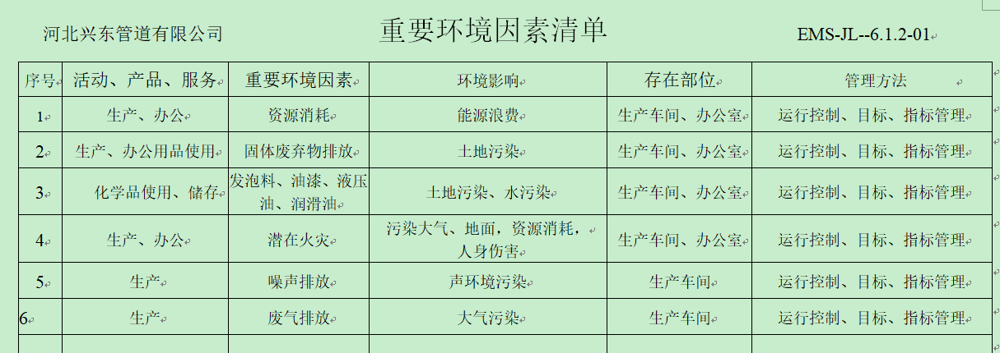 河北兴东管道有限公司 重要环境因素清单 EMS-JL--6.1.2-01
序号 活动、产品、服务 重要环境因素 环境影响 存在部位 管理方法
1 生产、办公 资源消耗 能源浪费 生产车间、办公室 运行控制、目标、指标管理
2 生产、办公用品使用 固体废弃物排放 土地污染 生产车间、办公室 运行控制、目标、指标管理
3 化学品使用、储存 发泡料、油漆、液压 土地污染、水污染 生产车间、办公室 运行控制、目标、指标管理
油、润滑油
4 生产、办公 潜在火灾 污染大气、地面，资源消耗， 生产车间、办公室 运行控制、目标、指标管理
人身伤害
5 生产 噪声排放 声环境污染 生产车间 运行控制、目标、指标管理
6 生产 废气排放 大气污染 生产车间 运行控制、目标、指标管理